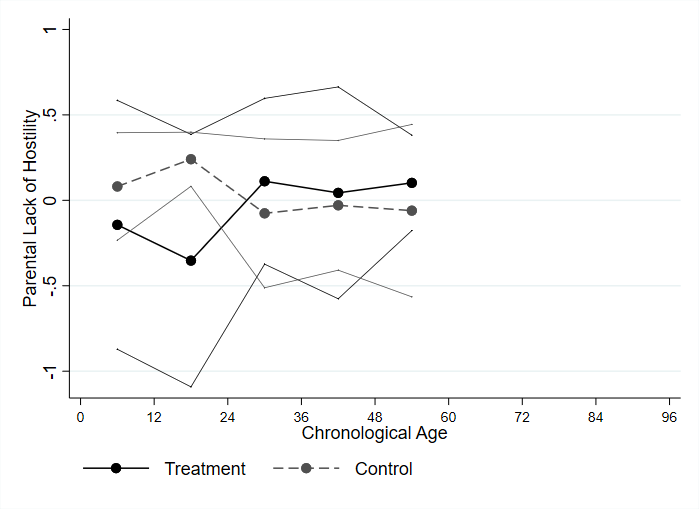 Parental Lack of Hostility
1
.5
0
-.5
-1
0 12 24 36 48 60 72 84 96
Chronological Age
Treatment Control